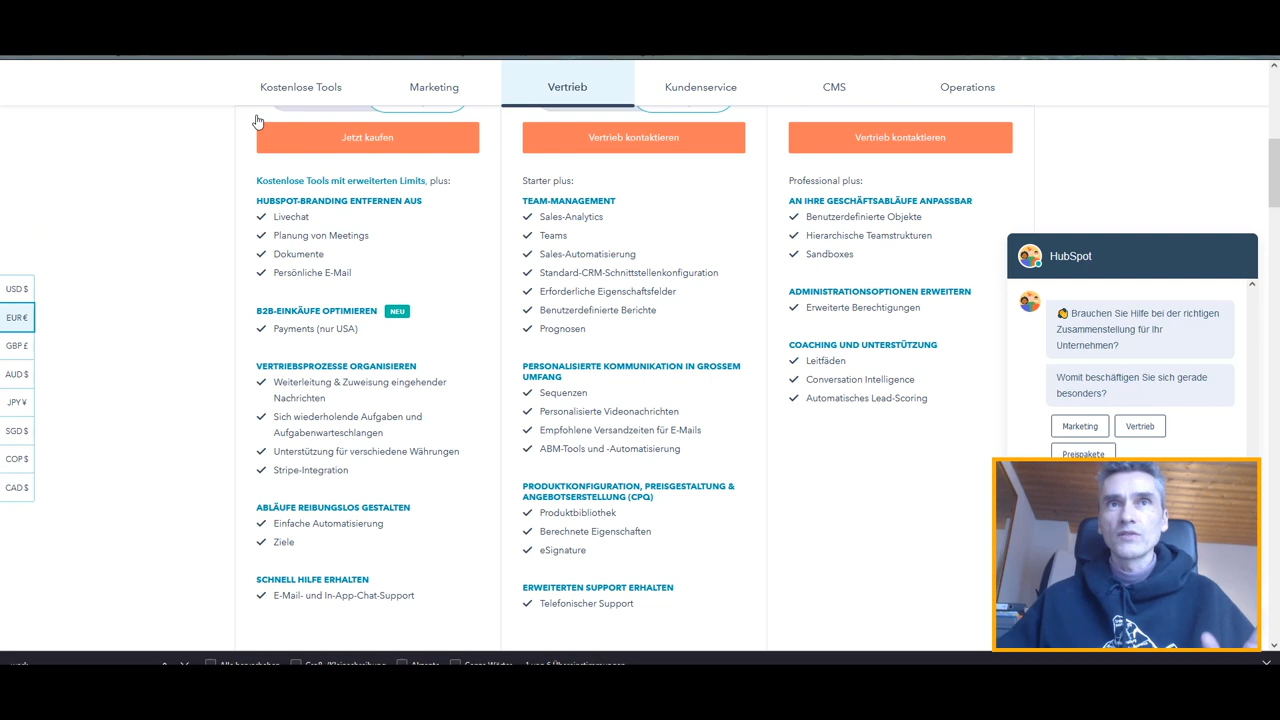 Kostenlose Tools
Marketing
Vertrieb
Kundenservice
CMS
Operations
Jetzt kaufen
Kostenlose Tools mit erweiterten Limits, plus:
HUBSPOT-BRANDING ENTFERNEN AUS
Livechat
Planung von Meetings
Dokumente
Persönliche E-Mail
B2B-EINKÄUFE OPTIMIEREN NEU
Payments (nur USA)
VERTRIEBSPROZESSE ORGANISIEREN
Weiterleitung & Zuweisung eingehender
Nachrichten
Sich wiederholende Aufgaben und
Aufgabenwarteschlangen
Unterstützung für verschiedene Währungen
Stripe-Integration
ABLÄUFE REIBUNGSLOS GESTALTEN
Einfache Automatisierung
Ziele
SCHNELL HILFE ERHALTEN
E-Mail- und In-App-Chat-Support
Vertrieb kontaktieren
Starter plus:
TEAM-MANAGEMENT
Sales-Analytics
Teams
Sales-Automatisierung
Standard-CRM-Schnittstellenkonfiguration
Erforderliche Eigenschaftsfelder
Benutzerdefinierte Berichte
Prognosen
PERSONALISIERTE KOMMUNIKATION IN GROSSEM
UMFANG
Sequenzen
Personalisierte Videonachrichten
Empfohlene Versandzeiten für E-Mails
ABM-Tools und -Automatisierung
PRODUKTKONFIGURATION, PREISGESTALTUNG &
ANGEBOTSERSTELLUNG (CPQ)
Produktbibliothek
Berechnete Eigenschaften
eSignature
ERWEITERTEN SUPPORT ERHALTEN
Telefonischer Support
Vertrieb kontaktieren
Professional plus:
AN IHRE GESCHÄFTSABLÄUFE ANPASSBAR
Benutzerdefinierte Objekte
Hierarchische Teamstrukturen
Sandboxes
ADMINISTRATIONSOPTIONEN ERWEITERN
Erweiterte Berechtigungen
COACHING UND UNTERSTÜTZUNG
Leitfäden
Conversation Intelligence
Automatisches Lead-Scoring
USD $
EUR €
GBP £
AUD $
JPY ¥
SGD $
COP $
CAD $
HubSpot
Brauchen Sie Hilfe bei der richtigen
Zusammenstellung für Ihr
Unternehmen?
Womit beschäftigen Sie sich gerade
besonders?
Marketing
Vertrieb
Preispakete